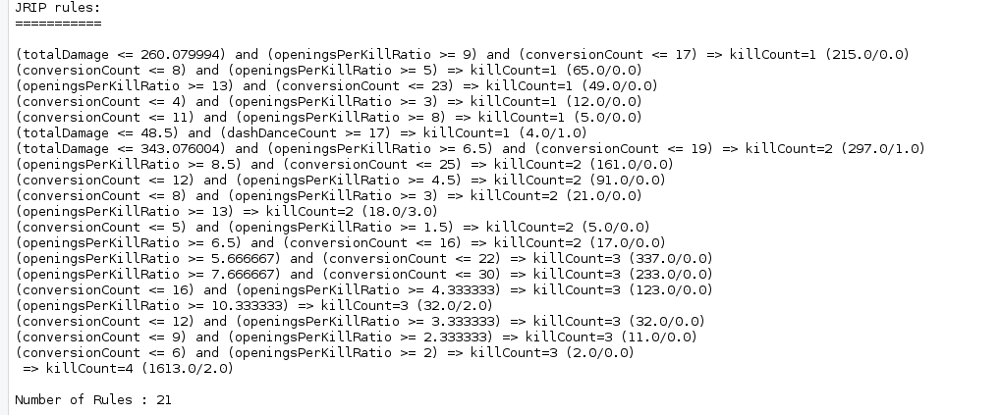 JRIP rules:
===========
(totalDamage <= 260.079994) and (openingsPerKillRatio >= 9) and (conversionCount <= 17) => killCount=1 (215.0/0.0)
(conversionCount <= 8) and (openingsPerKillRatio >= 5) => killCount=1 (65.0/0.0)
(openingsPerKillRatio >= 13) and (conversionCount <= 23) => killCount=1 (49.0/0.0)
(conversionCount <= 4) and (openingsPerKillRatio >= 3) => killCount=1 (12.0/0.0)
(conversionCount <= 11) and (openingsPerKillRatio >= 8) => killCount=1 (5.0/0.0)
(totalDamage <= 48.5) and (dashDanceCount >= 17) => killCount=1 (4.0/1.0)
(totalDamage <= 343.076004) and (openingsPerKillRatio >= 6.5) and (conversionCount <= 19) => killCount=2 (297.0/1.0)
(openingsPerKillRatio >= 8.5) and (conversionCount <= 25) => killCount=2 (161.0/0.0)
(conversionCount <= 12) and (openingsPerKillRatio >= 4.5) => killCount=2 (91.0/0.0)
(conversionCount <= 8) and (openingsPerKillRatio >= 3) => killCount=2 (21.0/0.0)
(openingsPerKillRatio >= 13) => killCount=2 (18.0/3.0)
(conversionCount <= 5) and (openingsPerKillRatio >= 1.5) => killCount=2 (5.0/0.0)
(openingsPerKillRatio >= 6.5) and (conversionCount <= 16) => killCount=2 (17.0/0.0)
(openingsPerKillRatio >= 5.666667) and (conversionCount <= 22) => killCount=3 (337.0/0.0)
(openingsPerKillRatio >= 7.666667) and (conversionCount <= 30) => killCount=3 (233.0/0.0)
(conversionCount <= 16) and (openingsPerKillRatio >= 4.333333) => killCount=3 (123.0/0.0)
(openingsPerKillRatio >= 10.333333) => killCount=3 (32.0/2.0)
(conversionCount <= 12) and (openingsPerKillRatio >= 3.333333) => killCount=3 (32.0/0.0)
(conversionCount <= 9) and (openingsPerKillRatio >= 2.333333) => killCount=3 (11.0/0.0)
(conversionCount <= 6) and (openingsPerKillRatio >= 2) => killCount=3 (2.0/0.0)
 => killCount=4 (1613.0/2.0)
Number of Rules : 21